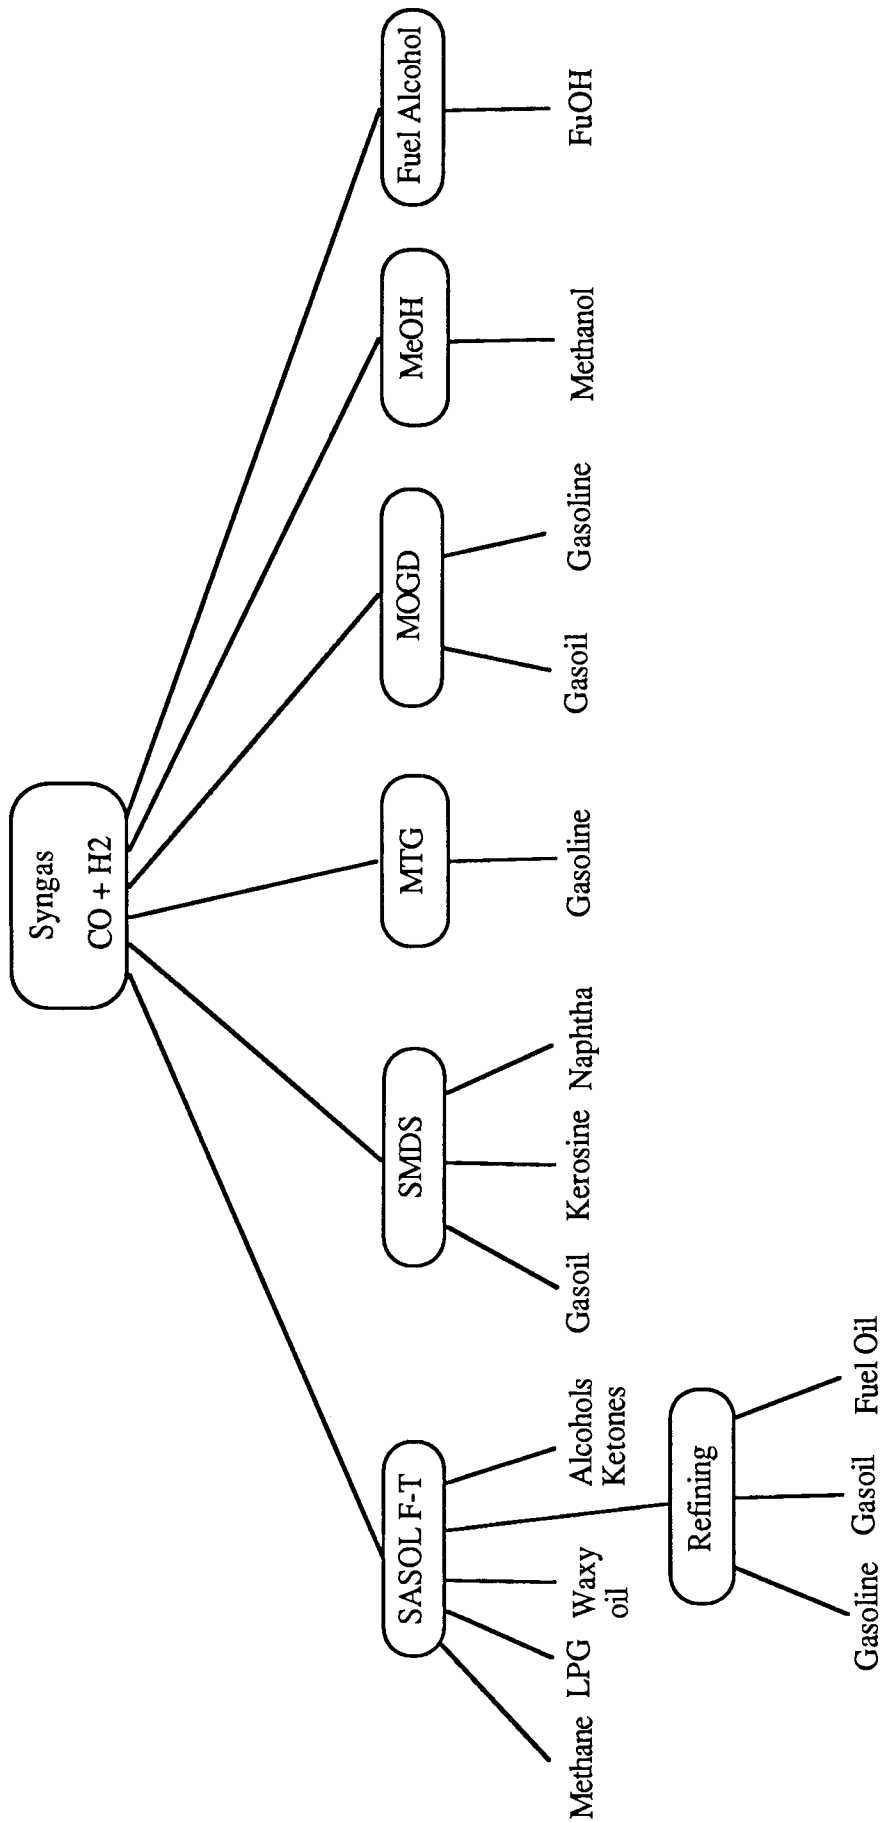 Syngas
CO + H2
SASOL F-T
SMDS
MTG
MOGD
MeOH
Fuel Alcohol
Methane
LPG
Waxy
oil
Alcohols
Ketones
Gasoil
Kerosine
Naphtha
Gasoline
Gasoil
Gasoline
Methanol
FuOH
Refining
Gasoline
Gasoil
Fuel Oil